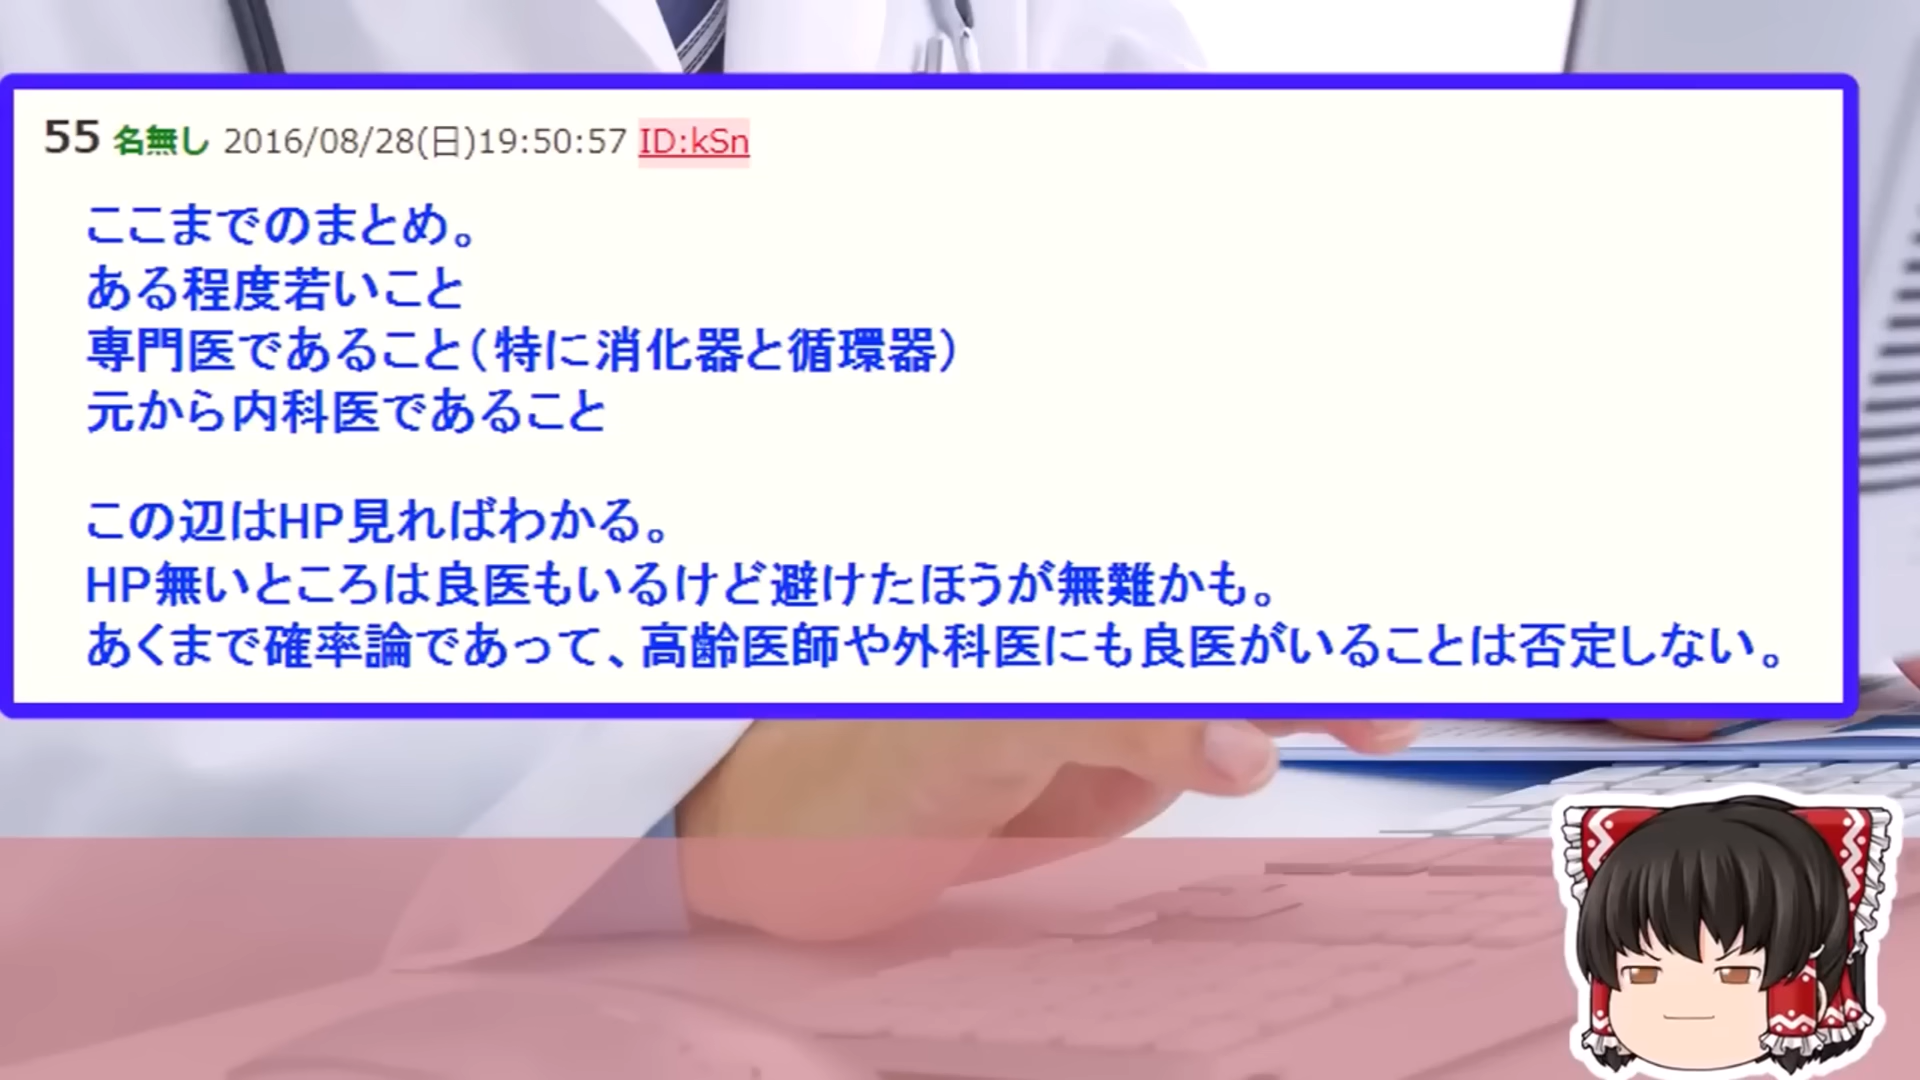 55 名無し 2016/08/28(日)19:50:57 ID:kSn
ここまでのまとめ。
ある程度若いこと
専門医であること（特に消化器と循環器）
元から内科医であること
この辺はHP見ればわかる。
HP無いところは良医もいるけど避けたほうが無難かも。
あくまで確率論であって、高齢医師や外科医にも良医がいることは否定しない。